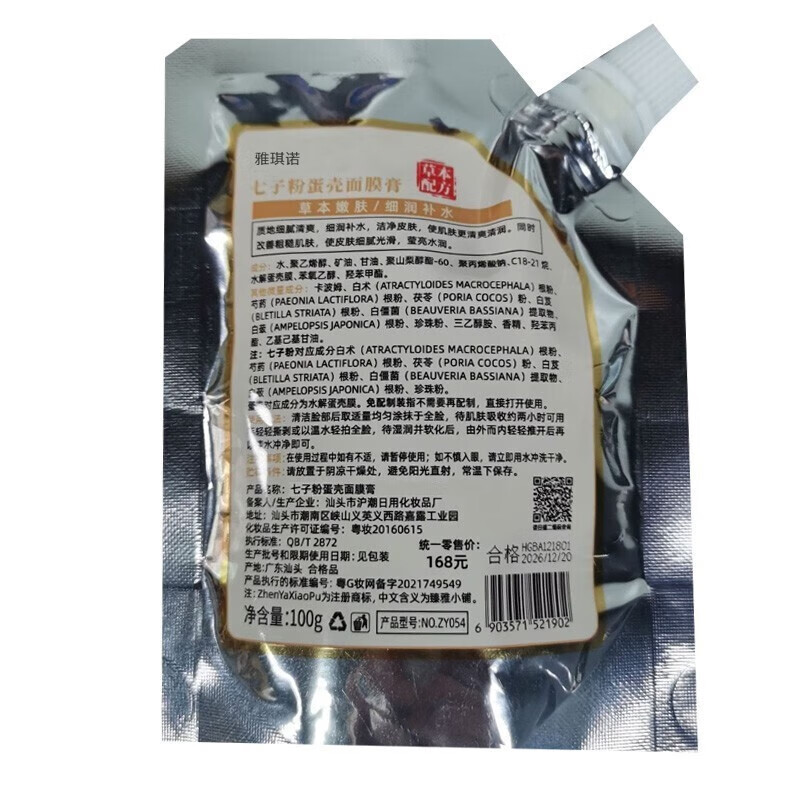 雅琪诺
七子粉蛋壳面膜膏
草本
配方
草本嫩肤/细润补水
质地细腻清爽，细润补水，洁净皮肤，使肌肤更清爽清润。同时
改善粗糙肌肤，使皮肤细腻光滑，莹亮水润。
成分：水、聚乙烯醇、矿油、甘油、聚山梨醇酯-60、聚丙烯酸钠、C18-21 烷、
水解蛋壳膜、苯氧乙醇、羟苯甲酯。
其他微量成分：卡波姆、白术（ATRACTYLOIDES MACROCEPHALA）根粉、
芍药（PAEONIA LACTIFLORA）根粉、茯苓（PORIA COCOS）粉、白芨
（BLETILLA STRIATA）根粉、白僵菌（BEAUVERIA BASSIANA）提取物、
白蔹（AMPELOPSIS JAPONICA）根粉、珍珠粉、三乙醇胺、香精、羟苯丙
酯、乙基己基甘油。
注：七子粉对应成分白术（ATRACTYLOIDES MACROCEPHALA）根粉、
芍药（PAEONIA LACTIFLORA）根粉、茯苓（PORIA COCOS）粉、白芨
（BLETILLA STRIATA）根粉、白僵菌（BEAUVERIA BASSIANA）提取物、
白蔹（AMPELOPSIS JAPONICA）根粉、珍珠粉。
对应成分为水解蛋壳膜。免配制装指不需要再配制，直接打开使用。
清洁脸部后取适量均匀涂抹于全脸，待肌肤吸收约两小时可用
手轻轻撕剥或以温水轻拍全脸，待湿润并软化后，由外而内轻轻推开后再
水冲净即可。
注意事项：在使用过程中如有不适，请暂停使用；如不慎入眼，请立即用水冲洗干净。
条件：请放置于阴凉干燥处，避免阳光直射，常温下保存。
产品名称：七子粉蛋壳面膜膏
备案人/生产企业：汕头市沪潮日用化妆品厂
地址：汕头市潮南区峡山义英义西路嘉露工业园
化妆品生产许可证编号：粤妆20160615
执行标准：QB/T 2872
生产批号和限期使用日期：见包装
产地：广东汕头 合格品
产品执行的标准编号：粤G妆网备字2021749549
注：ZhenYaXiaoPu为注册商标，中文含义为臻雅小铺。
净含量：100g
产品型号：NO.ZY054
统一零售价：
168元
合格
HGBA121801
2026/12/20
6 903571 521902